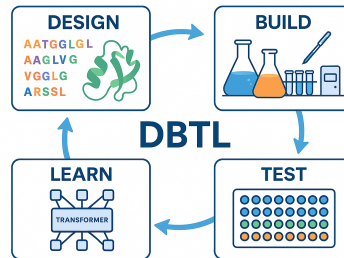 DESIGN
AATGGLGL
AAGLVG
VGGLG
ARSSL
BUILD
DBTL
LEARN
TRANSFORMER
TEST